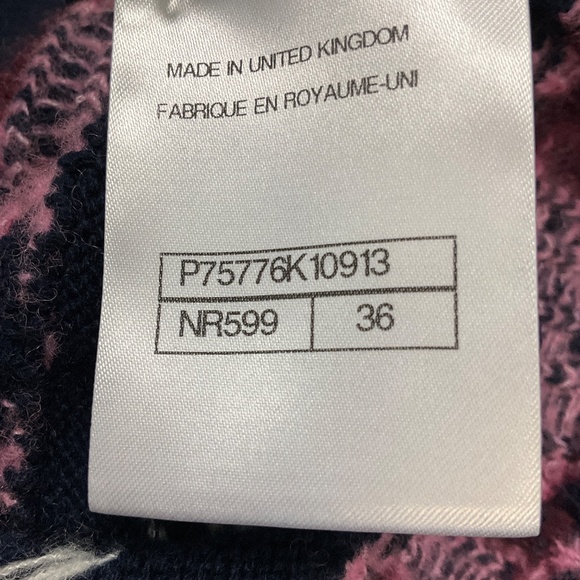 MADE IN UNITED KINGDOM
FABRIQUE EN ROYAUME-UNI
P75776K10913
NR599 36